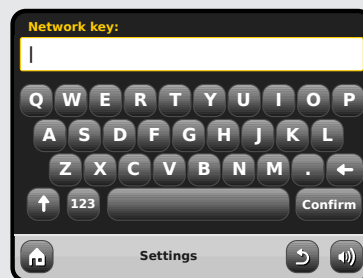 Network key:
Q W E R T Y U I O P
A S D F G H J K L
Z X C V B N M .
123 Confirm
Settings